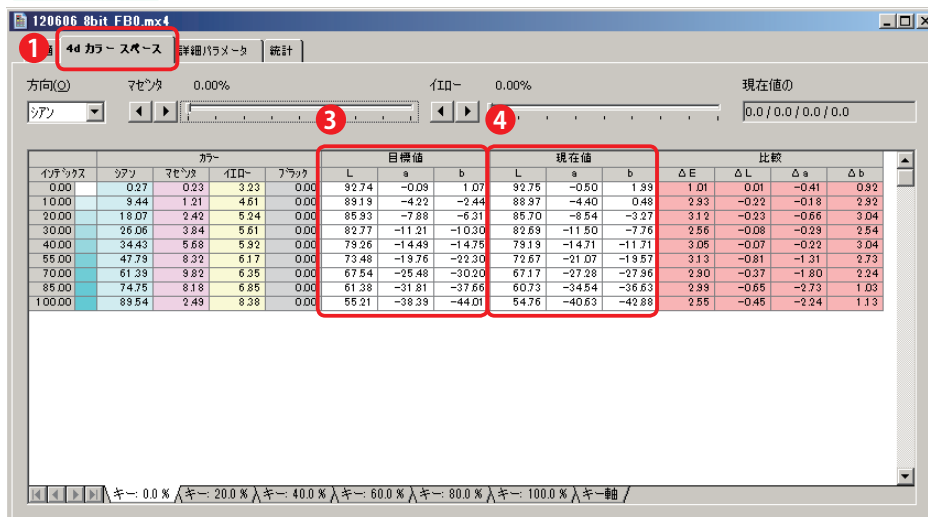 120606_8bit_FB0.mx4
1
4d カラー スペース 詳細パラメータ 統計
方向(O) マゼンタ 0.00% イエロー 0.00% 現在値の
シアン 3 4 0.0 / 0.0 / 0.0 / 0.0
カラー 目標値 現在値 比較
インデックス シアン マゼンタ イエロー ブラック L a b L a b Δ E Δ L Δ a Δ b
0.00 0.27 0.23 3.23 0.00 92.74 -0.09 1.07 92.75 -0.50 1.99 1.01 0.01 -0.41 0.92
10.00 9.44 1.21 4.61 0.00 89.19 -4.22 -2.44 88.97 -4.40 0.48 2.93 -0.22 -0.18 2.92
20.00 18.07 2.42 5.24 0.00 85.93 -7.88 -6.31 85.70 -8.54 -3.27 3.12 -0.23 -0.66 3.04
30.00 26.06 3.84 5.61 0.00 82.77 -11.21 -10.30 82.69 -11.50 -7.76 2.56 -0.08 -0.29 2.54
40.00 34.43 5.68 5.92 0.00 79.26 -14.49 -14.75 79.19 -14.71 -11.71 3.05 -0.07 -0.22 3.04
55.00 47.79 8.32 6.17 0.00 73.48 -19.76 -22.30 72.67 -21.07 -19.57 3.13 -0.81 -1.31 2.73
70.00 61.39 9.82 6.35 0.00 67.54 -25.48 -30.20 67.17 -27.28 -27.96 2.90 -0.37 -1.80 2.24
85.00 74.75 8.18 6.85 0.00 61.38 -31.81 -37.66 60.73 -34.54 -36.63 2.99 -0.65 -2.73 1.03
100.00 89.54 2.49 8.38 0.00 55.21 -38.39 -44.01 54.76 -40.63 -42.88 2.55 -0.45 -2.24 1.13
キー: 0.0 % キー: 20.0 % キー: 40.0 % キー: 60.0 % キー: 80.0 % キー: 100.0 % キー軸